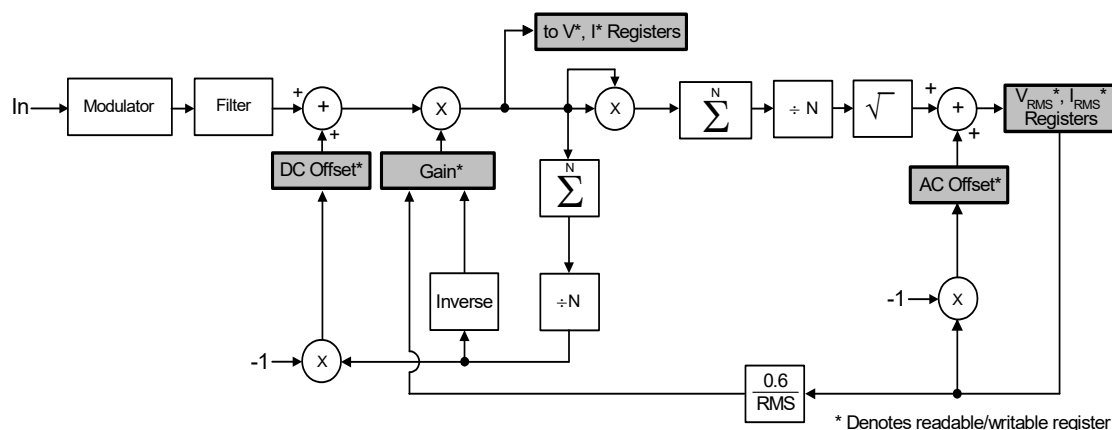 to V*, I* Registers
In
Modulator
Filter
+
+
+
X
X
N
∑
÷ N
√
+
+
+
V_RMS*, I_RMS*
Registers
DC Offset*
Gain*
N
∑
AC Offset*
Inverse
÷N
-1
X
-1
X
0.6
RMS
* Denotes readable/writable register